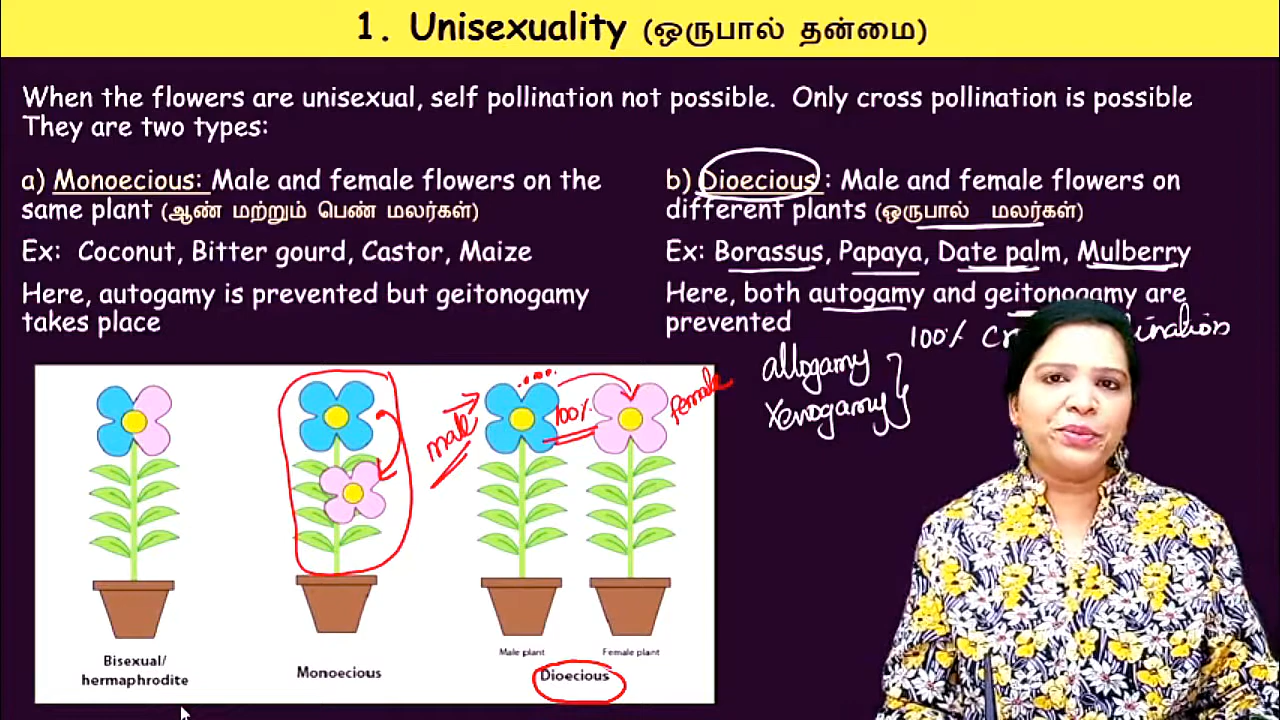 1. Unisexuality (ஒருபால் தன்மை)
When the flowers are unisexual, self pollination not possible. Only cross pollination is possible
They are two types:
a) Monoecious: Male and female flowers on the
same plant (ஆண் மற்றும் பெண் மலர்கள்)
Ex: Coconut, Bitter gourd, Castor, Maize
Here, autogamy is prevented but geitonogamy
takes place
b) Dioecious : Male and female flowers on
different plants (ஒருபால் மலர்கள்)
Ex: Borassus, Papaya, Date palm, Mulberry
Here, both autogamy and geitonogamy are
prevented
100%
allogamy
Xenogamy
male
100%
female
Bisexual/
hermaphrodite
Monoecious
Male plant
Female plant
Dioecious